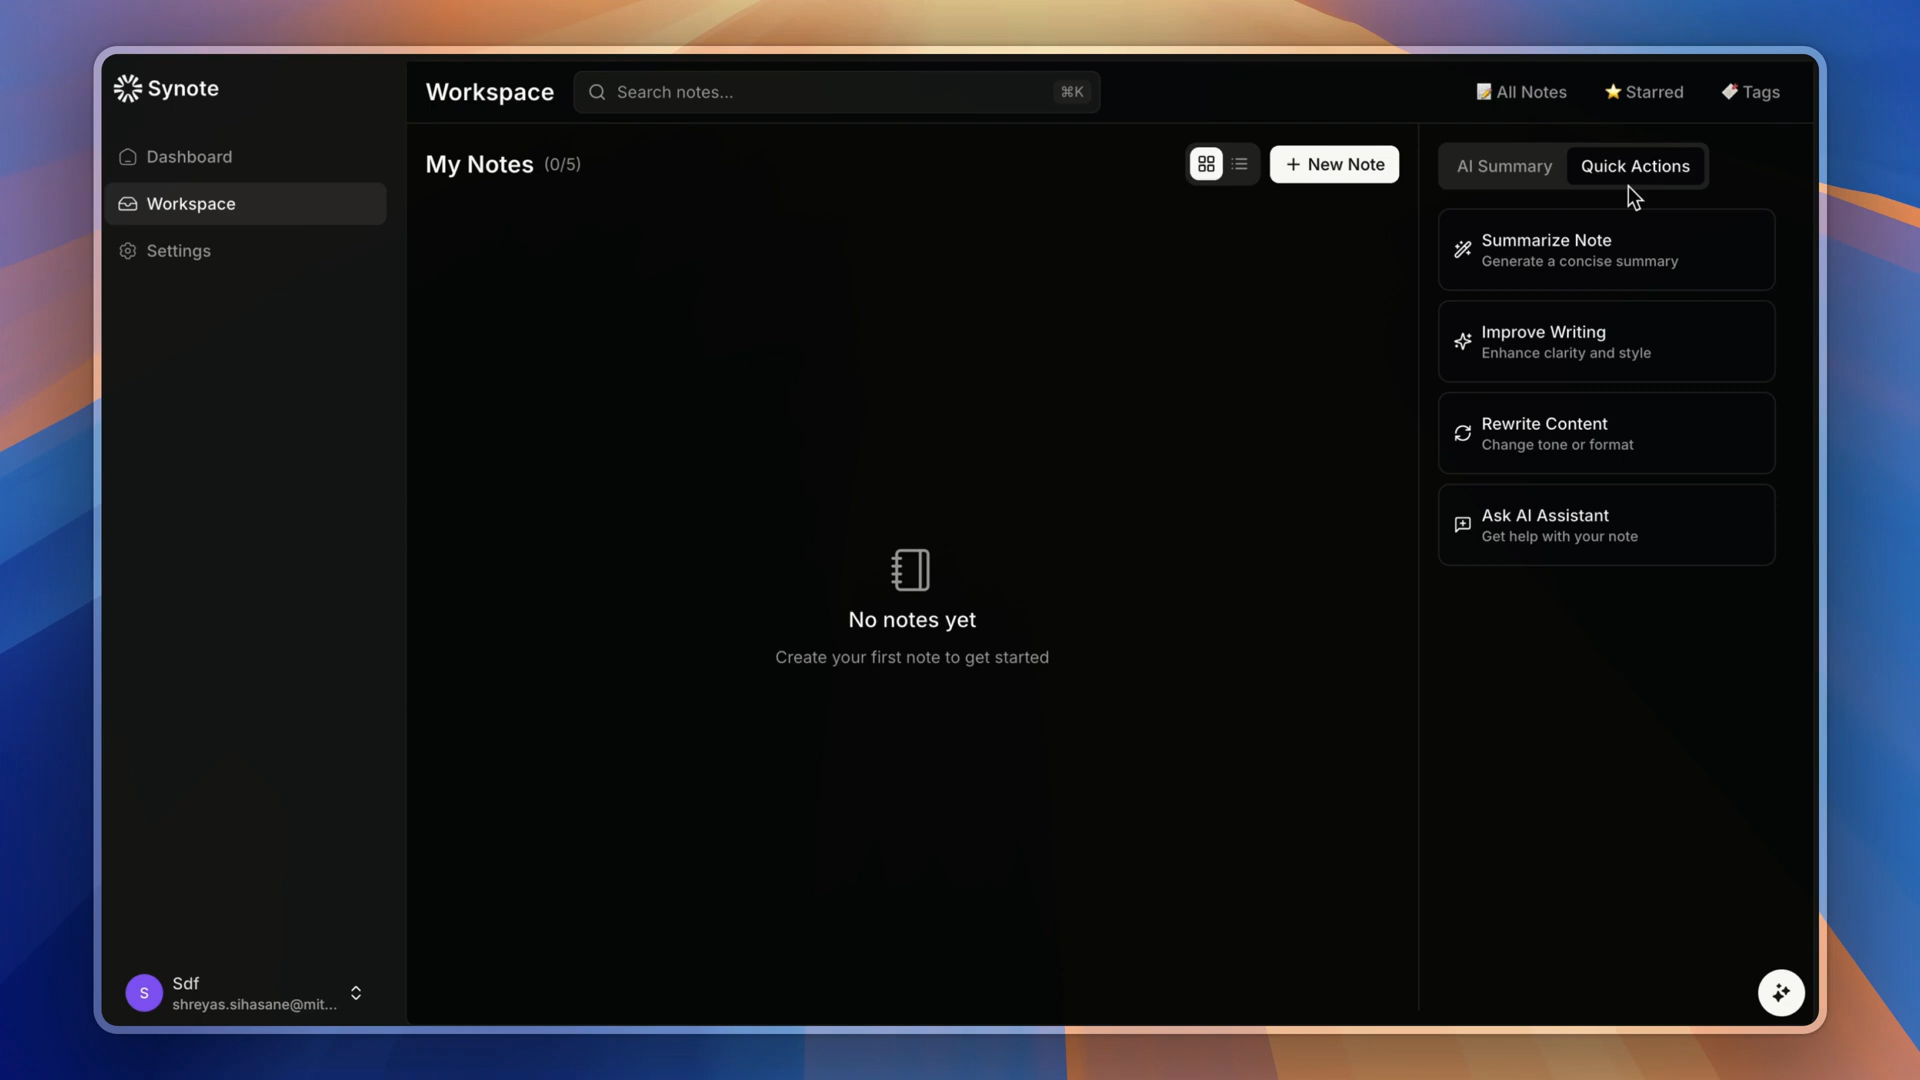 Synote
Dashboard
Workspace
Settings
Workspace
Search notes...
⌘K
All Notes
Starred
Tags
My Notes (0/5)
+ New Note
AI Summary
Quick Actions
Summarize Note
Generate a concise summary
Improve Writing
Enhance clarity and style
Rewrite Content
Change tone or format
Ask AI Assistant
Get help with your note
No notes yet
Create your first note to get started
S
Sdf
shreyas.sihasane@mit...